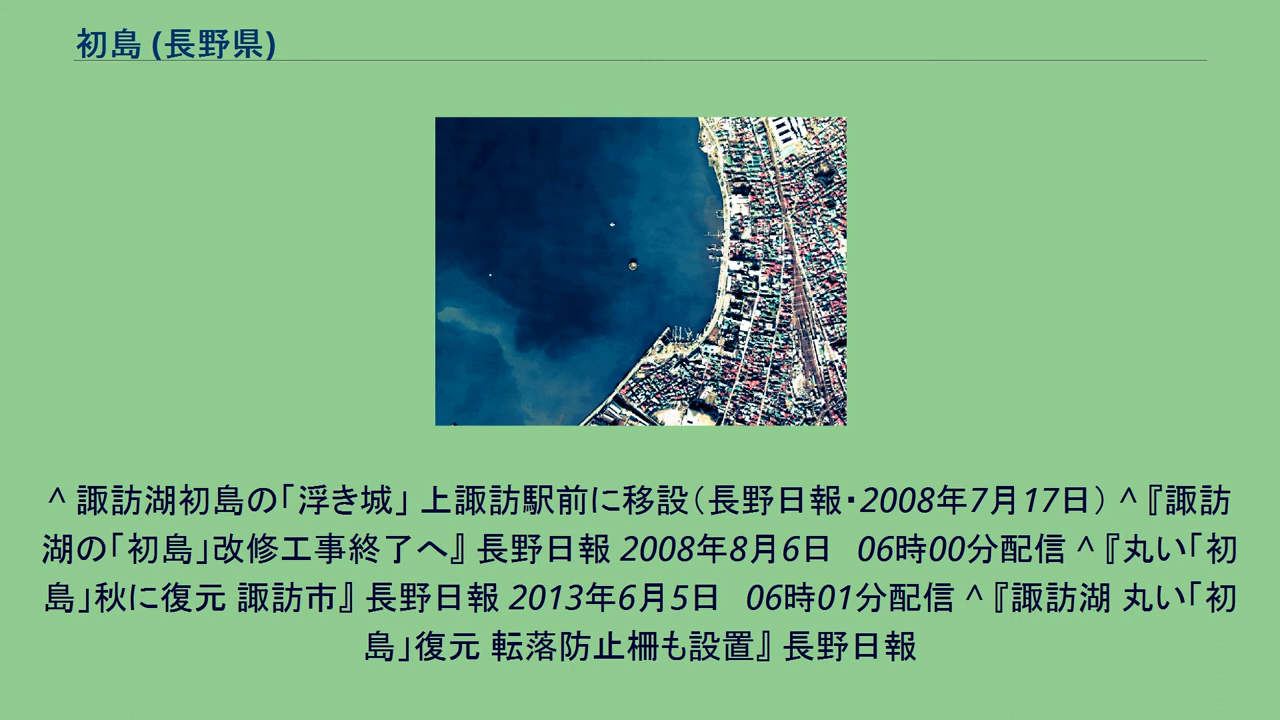 初島 (長野県)
^ 諏訪湖初島の「浮き城」 上諏訪駅前に移設（長野日報・2008年7月17日） ^ 『諏訪
湖の「初島」改修工事終了へ』 長野日報 2008年8月6日　06時00分配信 ^ 『丸い「初
島」秋に復元 諏訪市』 長野日報 2013年6月5日　06時01分配信 ^ 『諏訪湖 丸い「初
島」復元 転落防止柵も設置』 長野日報